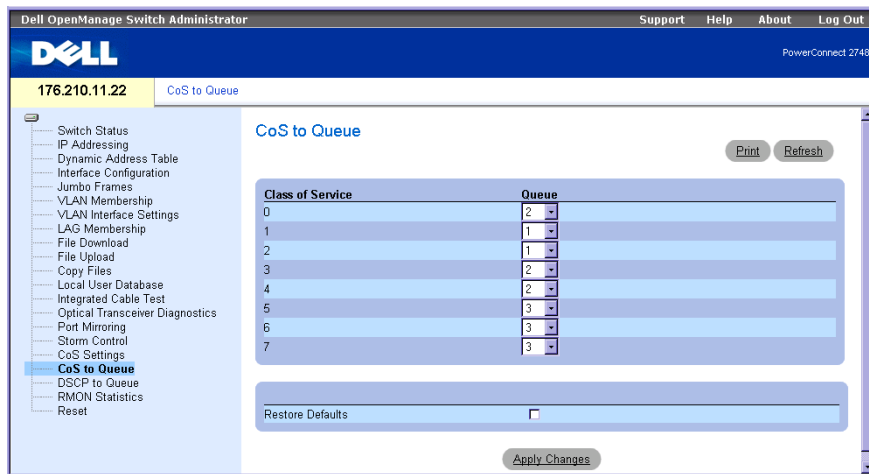 Dell OpenManage Switch Administrator
Support Help About Log Out
DELL
PowerConnect 2748
176.210.11.22
CoS to Queue
Switch Status
IP Addressing
Dynamic Address Table
Interface Configuration
Jumbo Frames
VLAN Membership
VLAN Interface Settings
LAG Membership
File Download
File Upload
Copy Files
Local User Database
Integrated Cable Test
Optical Transceiver Diagnostics
Port Mirroring
Storm Control
CoS Settings
CoS to Queue
DSCP to Queue
RMON Statistics
Reset
CoS to Queue
Print Refresh
Class of Service Queue
0 2
1 1
2 1
3 2
4 2
5 3
6 3
7 3
Restore Defaults
Apply Changes